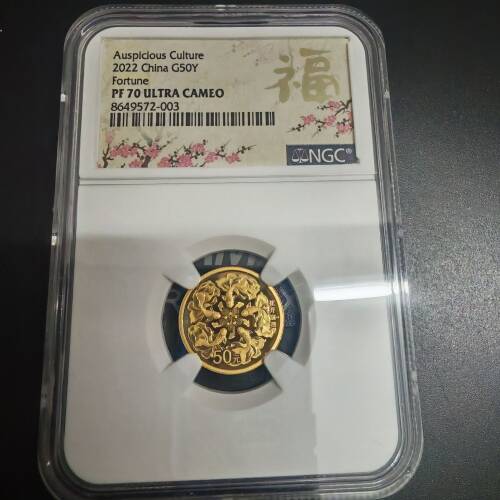 Auspicious Culture
2022 China G50Y
Fortune
PF 70 ULTRA CAMEO
8649572-003
福
NGC®
50元